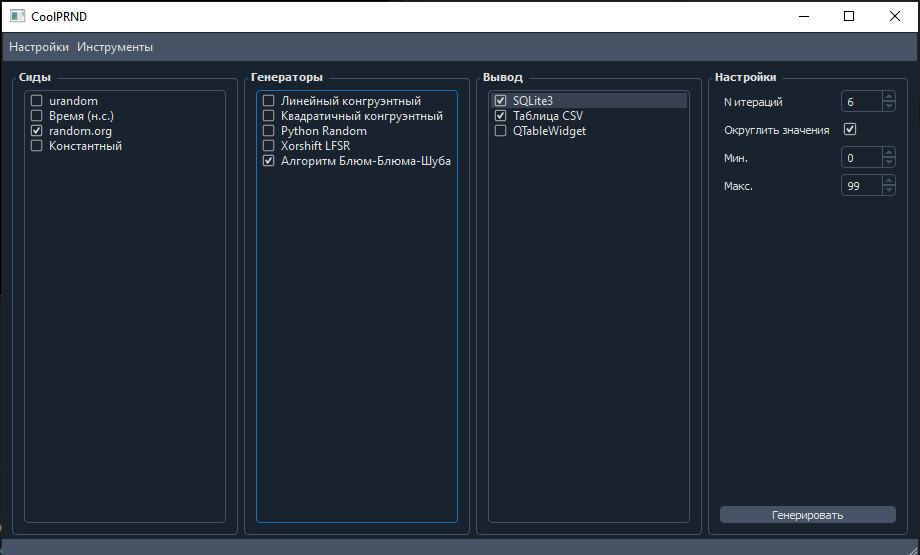 CoolPRND
Настройки Инструменты
Сиды
urandom
Время (н.с.)
random.org
Константный
Генераторы
Линейный конгруэнтный
Квадратичный конгруэнтный
Python Random
Xorshift LFSR
Алгоритм Блюм-Блюма-Шуба
Вывод
SQLite3
Таблица CSV
QTableWidget
Настройки
N итераций 6
Округлить значения
Мин. 0
Макс. 99
Генерировать